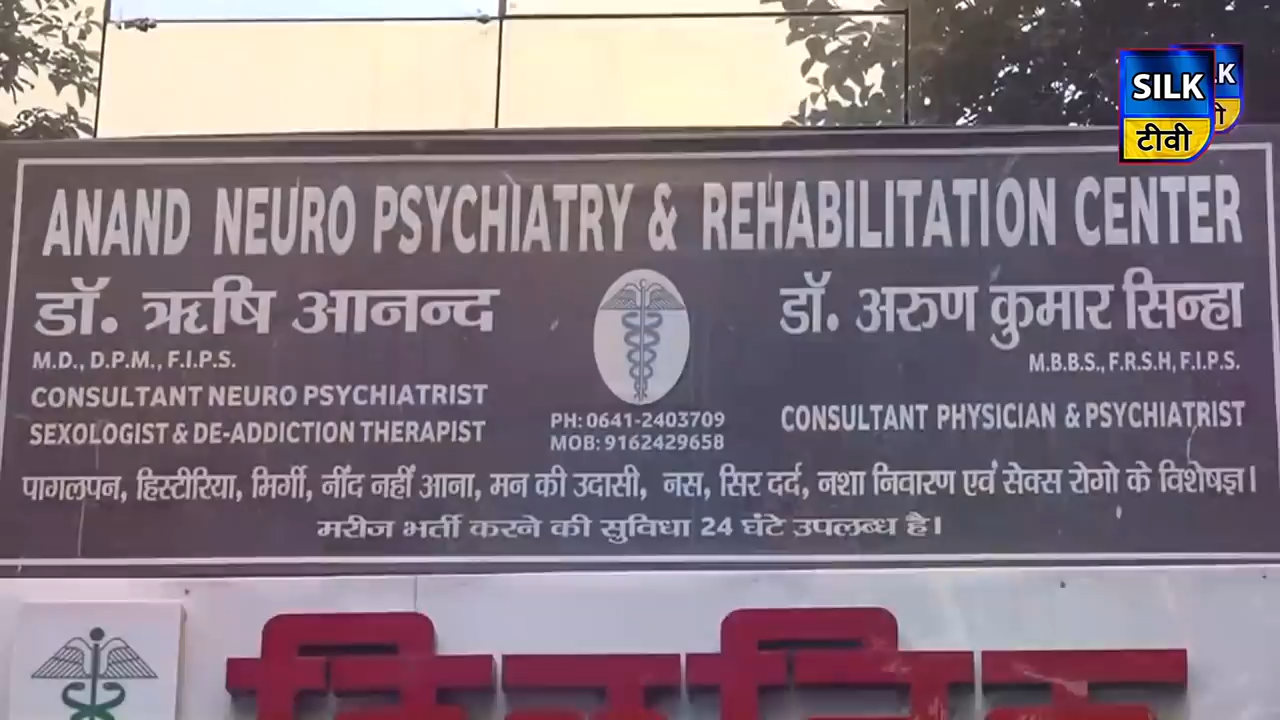 SILK
टीवी
ANAND NEURO PSYCHIATRY & REHABILITATION CENTER
डॉ. ऋषि आनन्द
M.D., D.P.M., F.I.P.S.
CONSULTANT NEURO PSYCHIATRIST
SEXOLOGIST & DE-ADDICTION THERAPIST
PH: 0641-2403709
MOB: 9162429658
डॉ. अरुण कुमार सिन्हा
M.B.B.S., F.R.S.H, F.I.P.S.
CONSULTANT PHYSICIAN & PSYCHIATRIST
पागलपन, हिस्टीरिया, मिर्गी, नींद नहीं आना, मन की उदासी, नस, सिर दर्द, नशा निवारण एवं सेक्स रोगो के विशेषज्ञ।
मरीज भर्ती करने की सुविधा 24 घंटे उपलब्ध है।